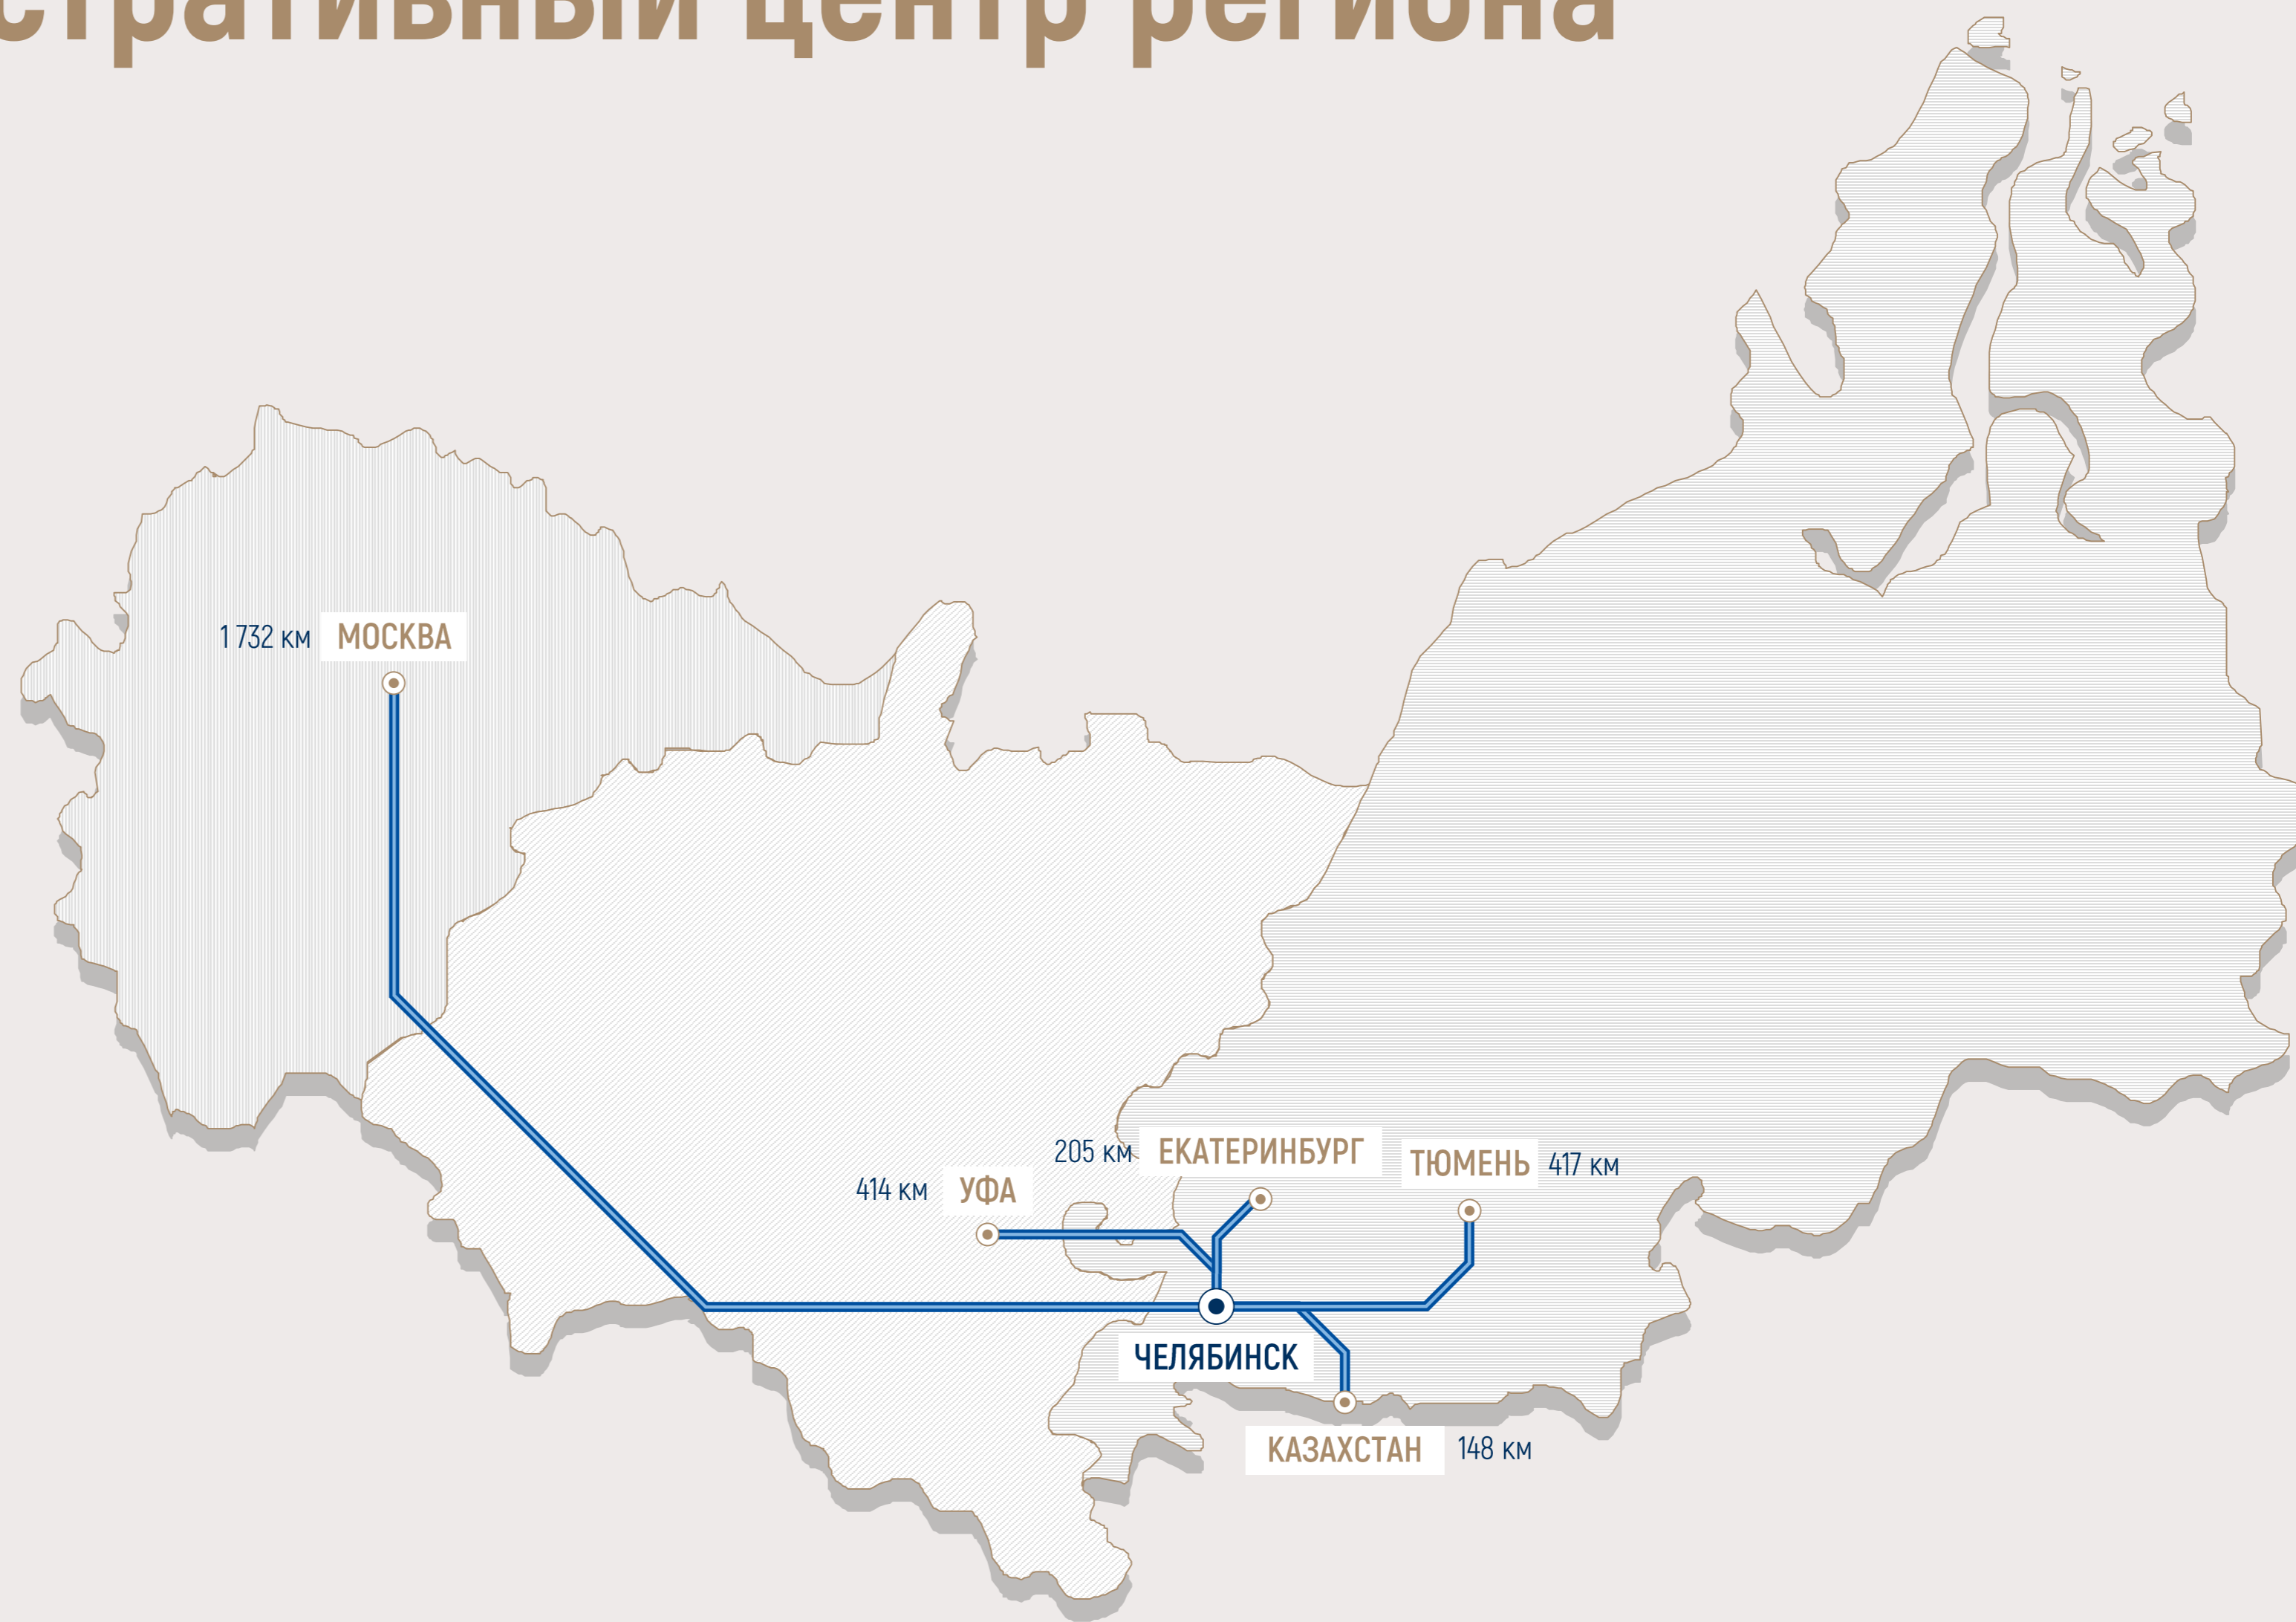 стративный центр региона
1 732 км МОСКВА
205 км ЕКАТЕРИНБУРГ
ТЮМЕНЬ 417 км
414 км УФА
ЧЕЛЯБИНСК
КАЗАХСТАН 148 км